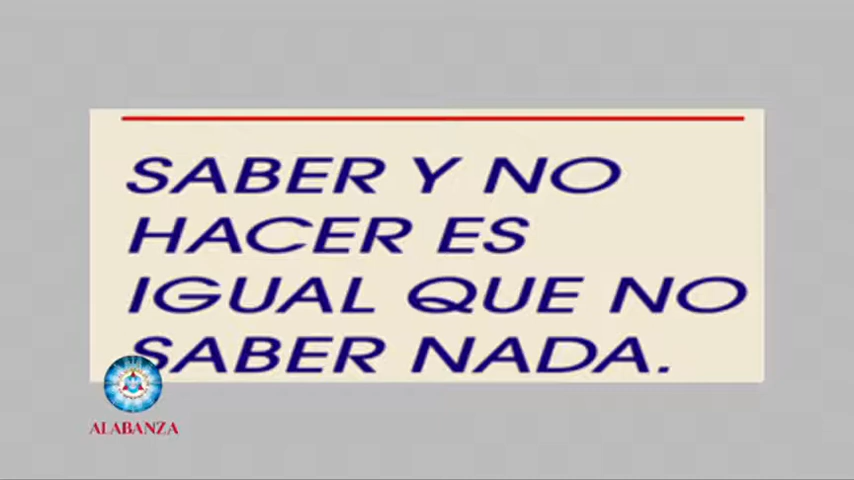 SABER Y NO
HACER ES
IGUAL QUE NO
SABER NADA.
ALABANZA